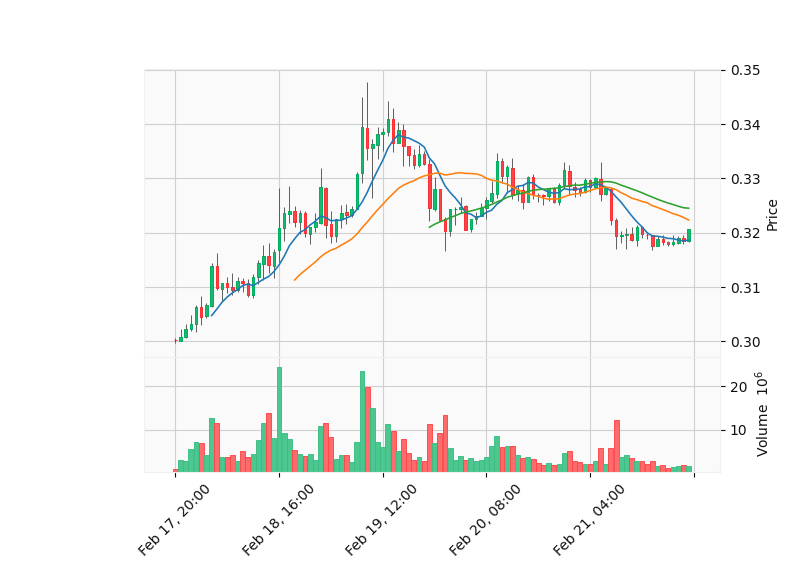 0.35
0.34
0.33
0.32
0.31
0.30
Price
20
10
Volume 10^6
Feb 17, 20:00
Feb 18, 16:00
Feb 19, 12:00
Feb 20, 08:00
Feb 21, 04:00